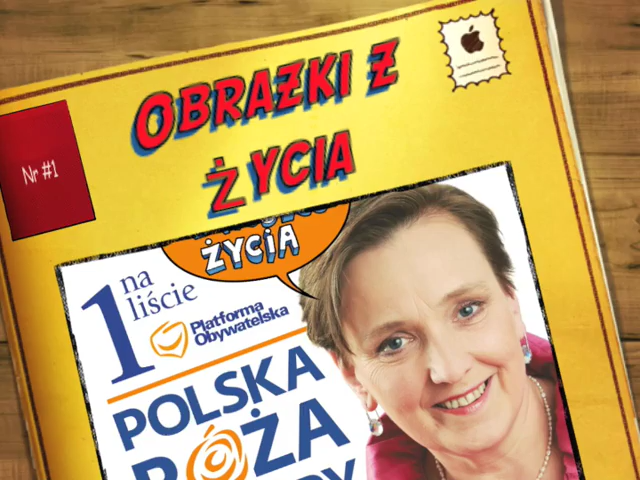 OBRAZKI Z
ŻYCIA
Nr #1
ŻYCIA
1 na
liście
Platforma
Obywatelska
POLSKA
RÓŻA